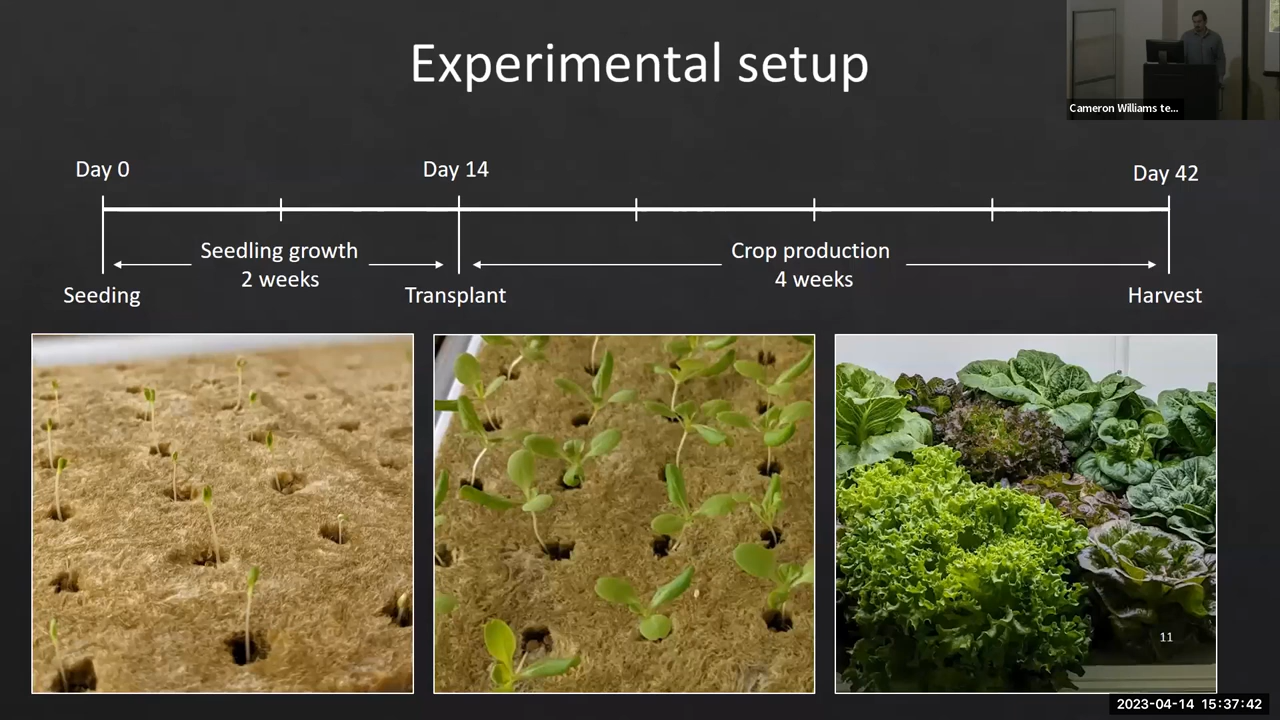 Experimental setup
Cameron Williams te...
Day 0
Day 14
Day 42
Seedling growth
2 weeks
Crop production
4 weeks
Seeding
Transplant
Harvest
11
2023-04-14 15:37:42